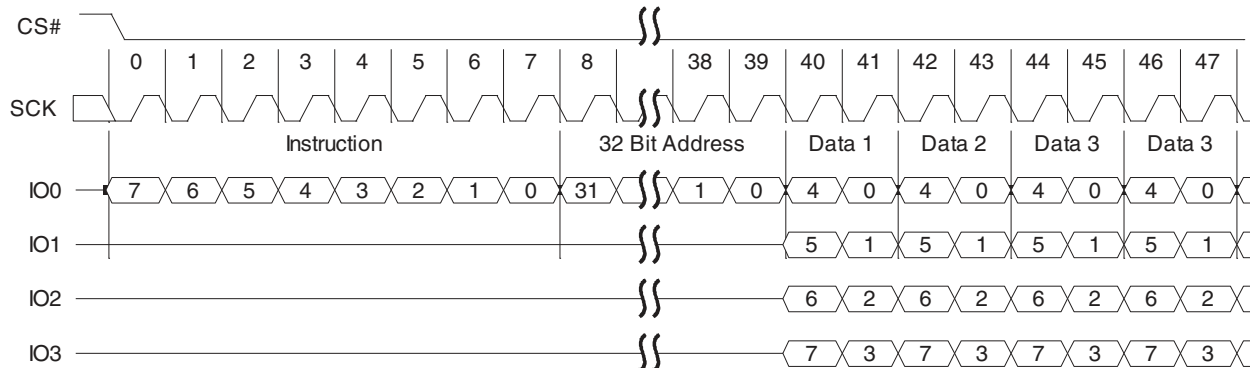 CS#
0 1 2 3 4 5 6 7 8 38 39 40 41 42 43 44 45 46 47
SCK
Instruction 32 Bit Address Data 1 Data 2 Data 3 Data 3
IO0 7 6 5 4 3 2 1 0 31 1 0 4 0 4 0 4 0 4 0
IO1 5 1 5 1 5 1 5 1
IO2 6 2 6 2 6 2 6 2
IO3 7 3 7 3 7 3 7 3